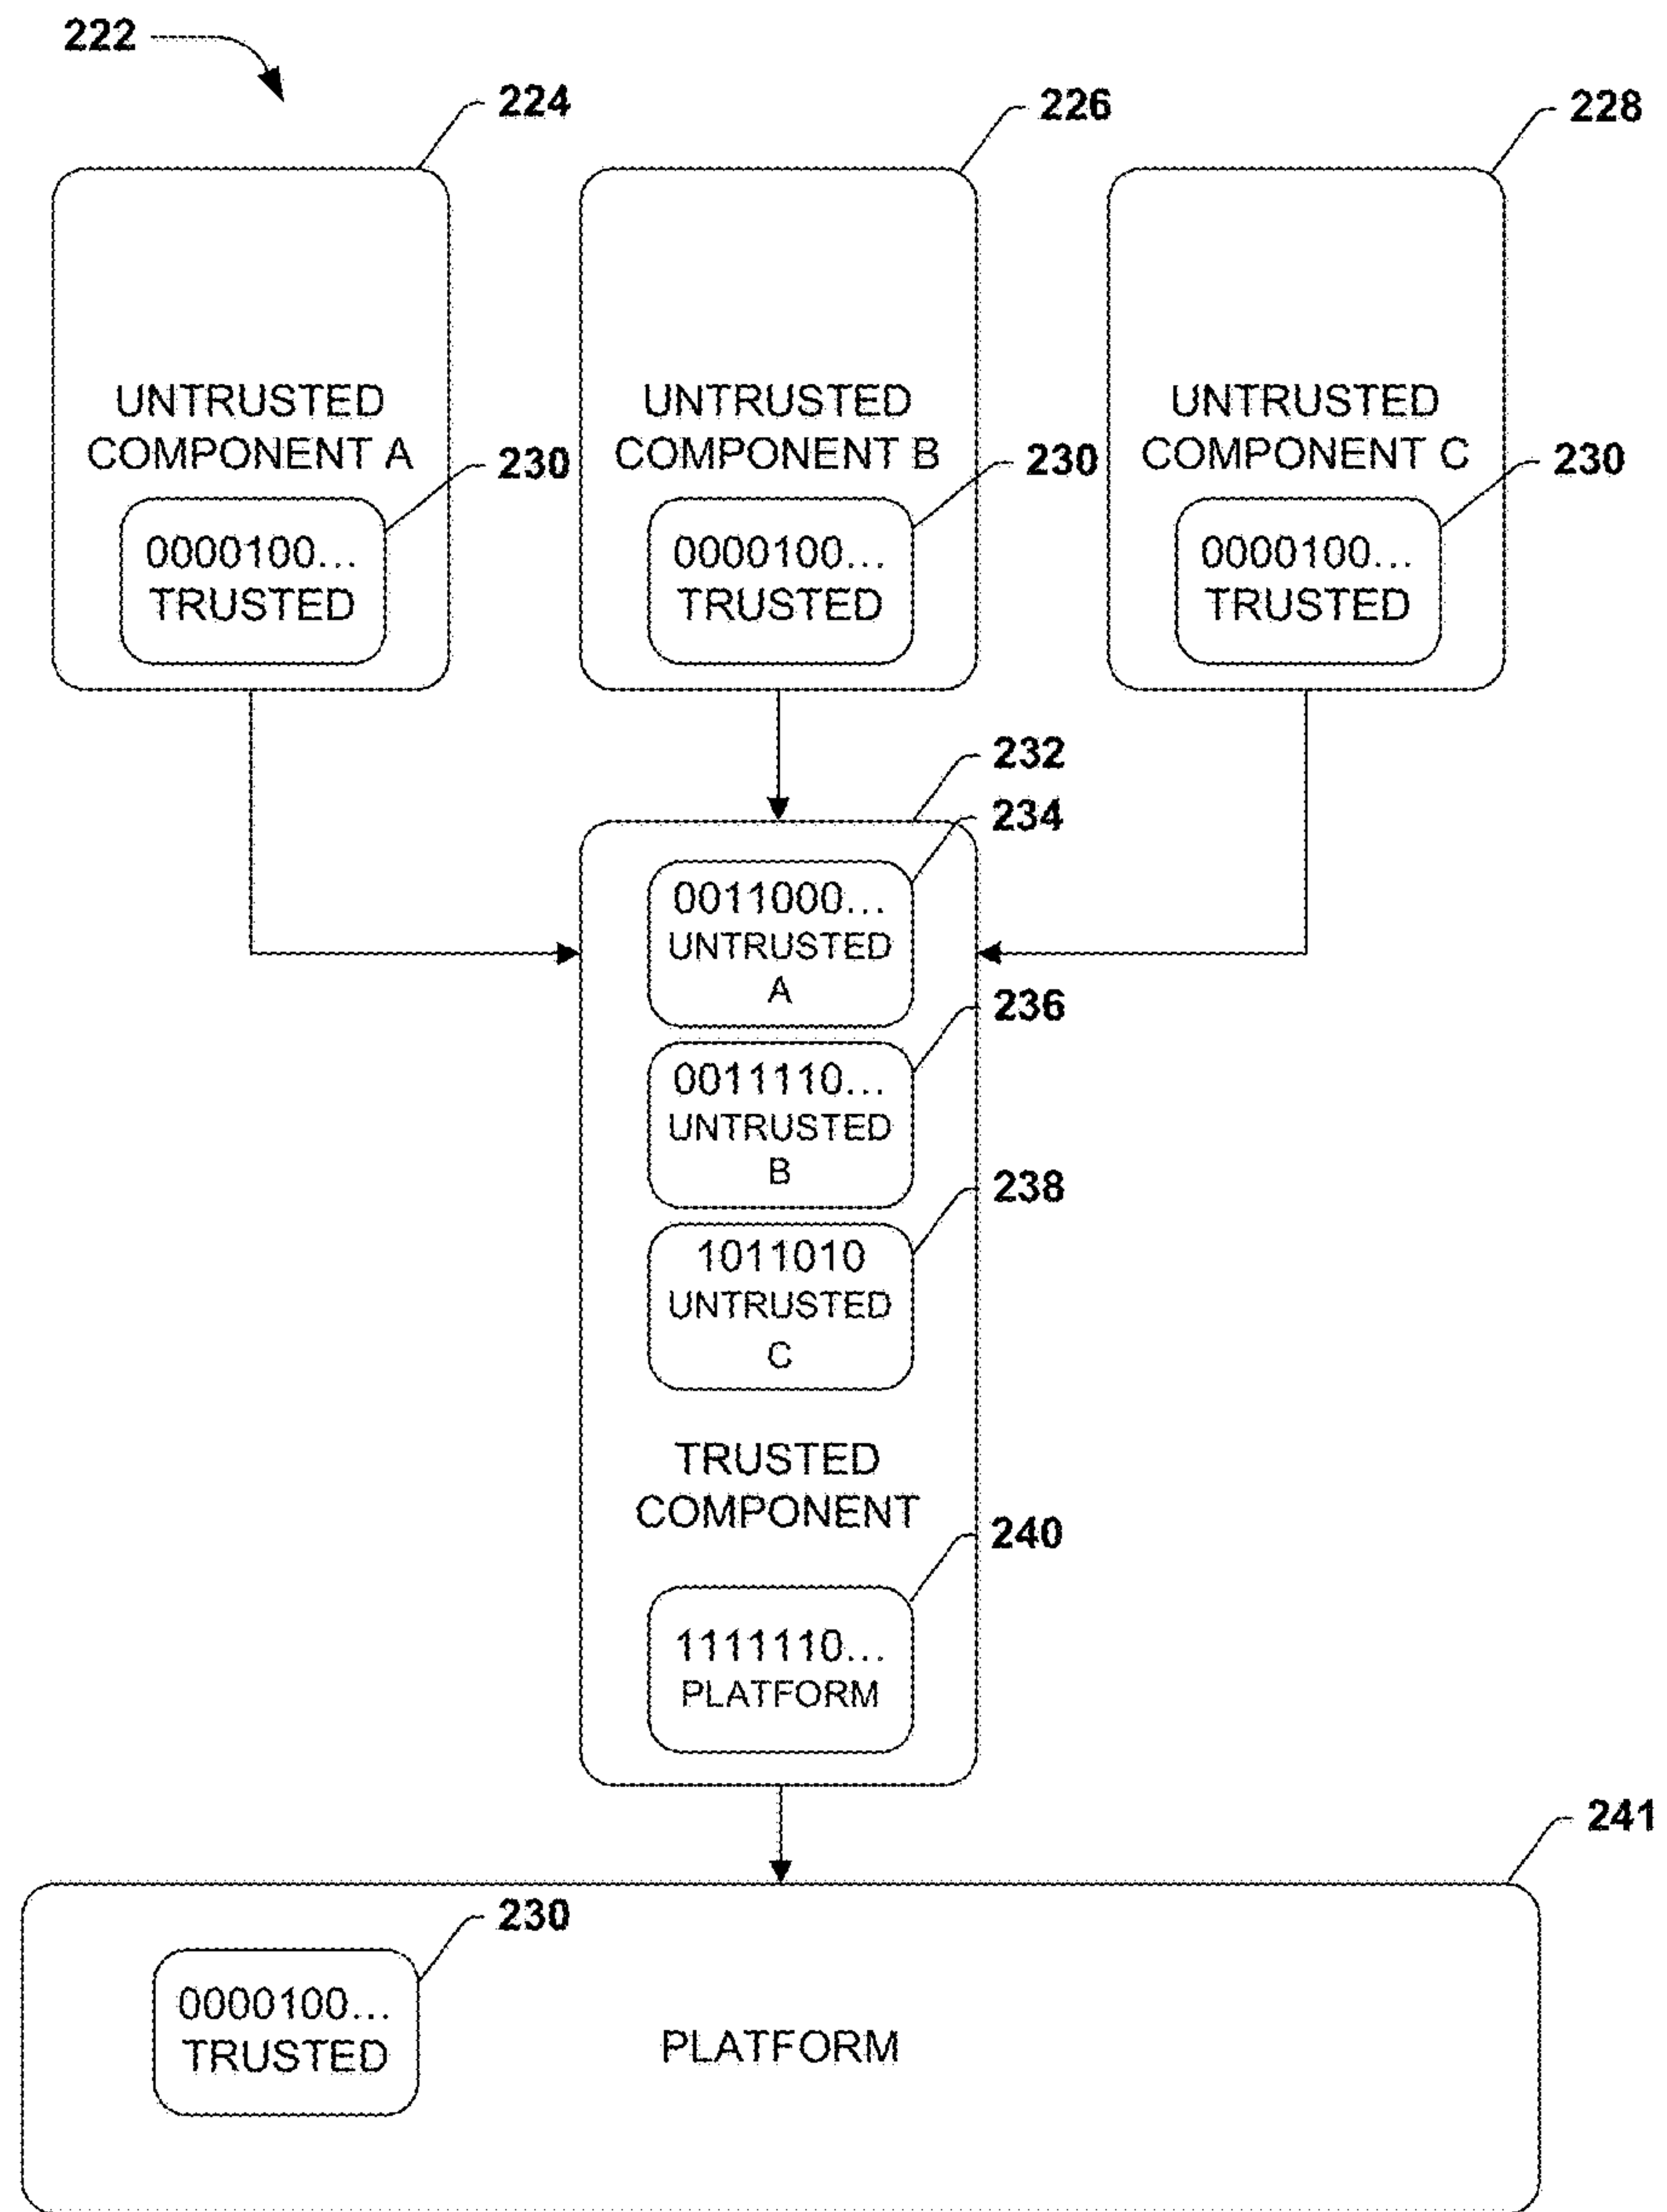 222
224
226
228
UNTRUSTED
COMPONENT A
230
0000100...
TRUSTED
UNTRUSTED
COMPONENT B
230
0000100...
TRUSTED
UNTRUSTED
COMPONENT C
230
0000100...
TRUSTED
232
234
0011000...
UNTRUSTED
A
236
0011110...
UNTRUSTED
B
238
1011010
UNTRUSTED
C
TRUSTED
COMPONENT
240
1111110...
PLATFORM
241
230
0000100...
TRUSTED
PLATFORM